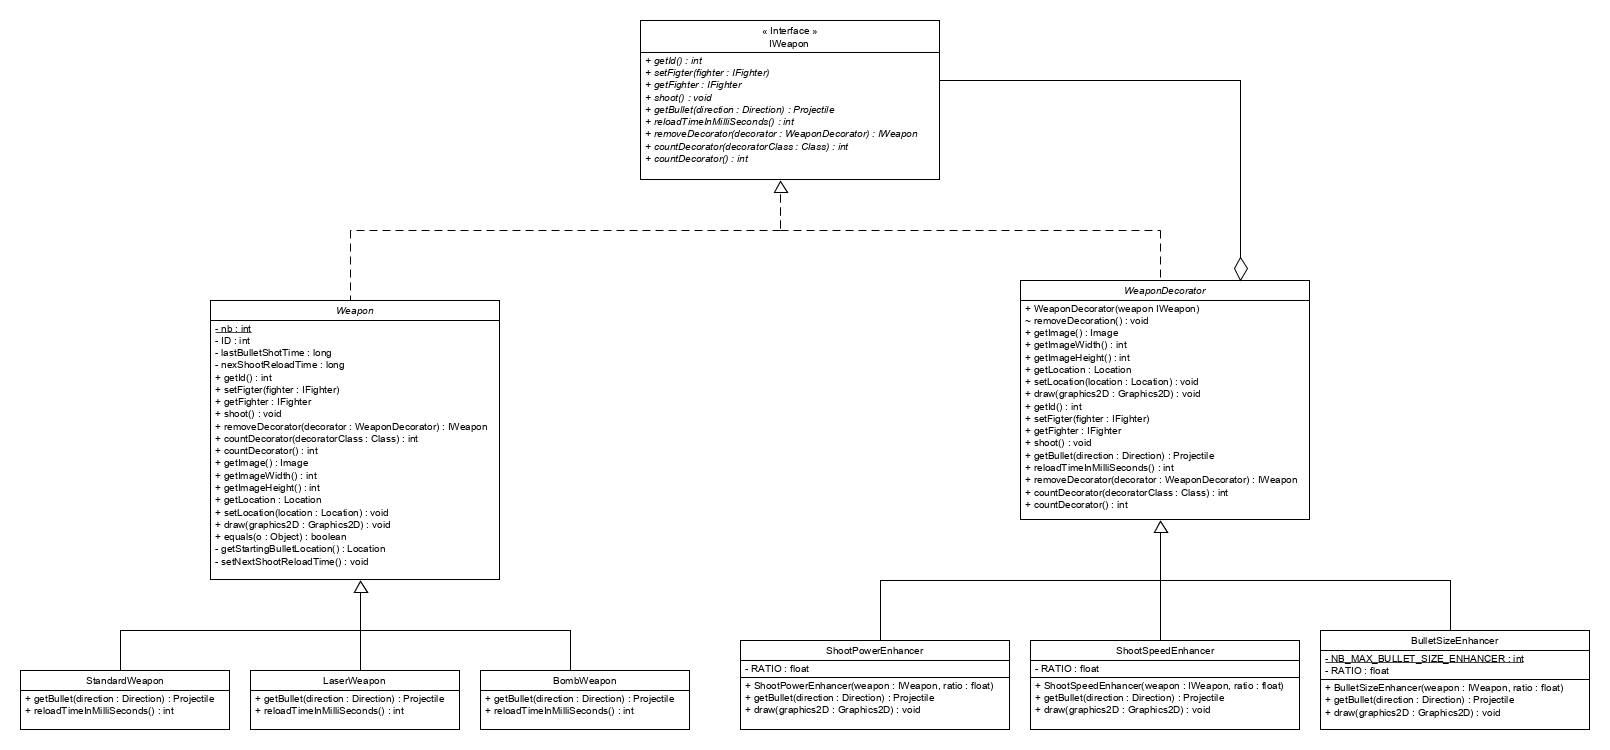 « Interface »
IWeapon
+ getId() : int
+ setFigter(fighter : IFighter)
+ getFighter : IFighter
+ shoot() : void
+ getBullet(direction : Direction) : Projectile
+ reloadTimeInMilliSeconds() : int
+ removeDecorator(decorator : WeaponDecorator) : IWeapon
+ countDecorator(decoratorClass : Class) : int
+ countDecorator() : int
Weapon
- nb : int
- ID : int
- lastBulletShotTime : long
- nexShootReloadTime : long
+ getId() : int
+ setFigter(fighter : IFighter)
+ getFighter : IFighter
+ shoot() : void
+ removeDecorator(decorator : WeaponDecorator) : IWeapon
+ countDecorator(decoratorClass : Class) : int
+ countDecorator() : int
+ getImage() : Image
+ getImageWidth() : int
+ getImageHeight() : int
+ getLocation : Location
+ setLocation(location : Location) : void
+ draw(graphics2D : Graphics2D) : void
+ equals(o : Object) : boolean
- getStartingBulletLocation() : Location
- setNextShootReloadTime() : void
WeaponDecorator
+ WeaponDecorator(weapon IWeapon)
~ removeDecoration() : void
+ getImage() : Image
+ getImageWidth() : int
+ getImageHeight() : int
+ getLocation : Location
+ setLocation(location : Location) : void
+ draw(graphics2D : Graphics2D) : void
+ getId() : int
+ setFigter(fighter : IFighter)
+ getFighter : IFighter
+ shoot() : void
+ getBullet(direction : Direction) : Projectile
+ reloadTimeInMilliSeconds() : int
+ removeDecorator(decorator : WeaponDecorator) : IWeapon
+ countDecorator(decoratorClass : Class) : int
+ countDecorator() : int
StandardWeapon
+ getBullet(direction : Direction) : Projectile
+ reloadTimeInMilliSeconds() : int
LaserWeapon
+ getBullet(direction : Direction) : Projectile
+ reloadTimeInMilliSeconds() : int
BombWeapon
+ getBullet(direction : Direction) : Projectile
+ reloadTimeInMilliSeconds() : int
ShootPowerEnhancer
- RATIO : float
+ ShootPowerEnhancer(weapon : IWeapon, ratio : float)
+ getBullet(direction : Direction) : Projectile
+ draw(graphics2D : Graphics2D) : void
ShootSpeedEnhancer
- RATIO : float
+ ShootSpeedEnhancer(weapon : IWeapon, ratio : float)
+ getBullet(direction : Direction) : Projectile
+ draw(graphics2D : Graphics2D) : void
BulletSizeEnhancer
- NB_MAX_BULLET_SIZE_ENHANCER : int
- RATIO : float
+ BulletSizeEnhancer(weapon : IWeapon, ratio : float)
+ getBullet(direction : Direction) : Projectile
+ draw(graphics2D : Graphics2D) : void